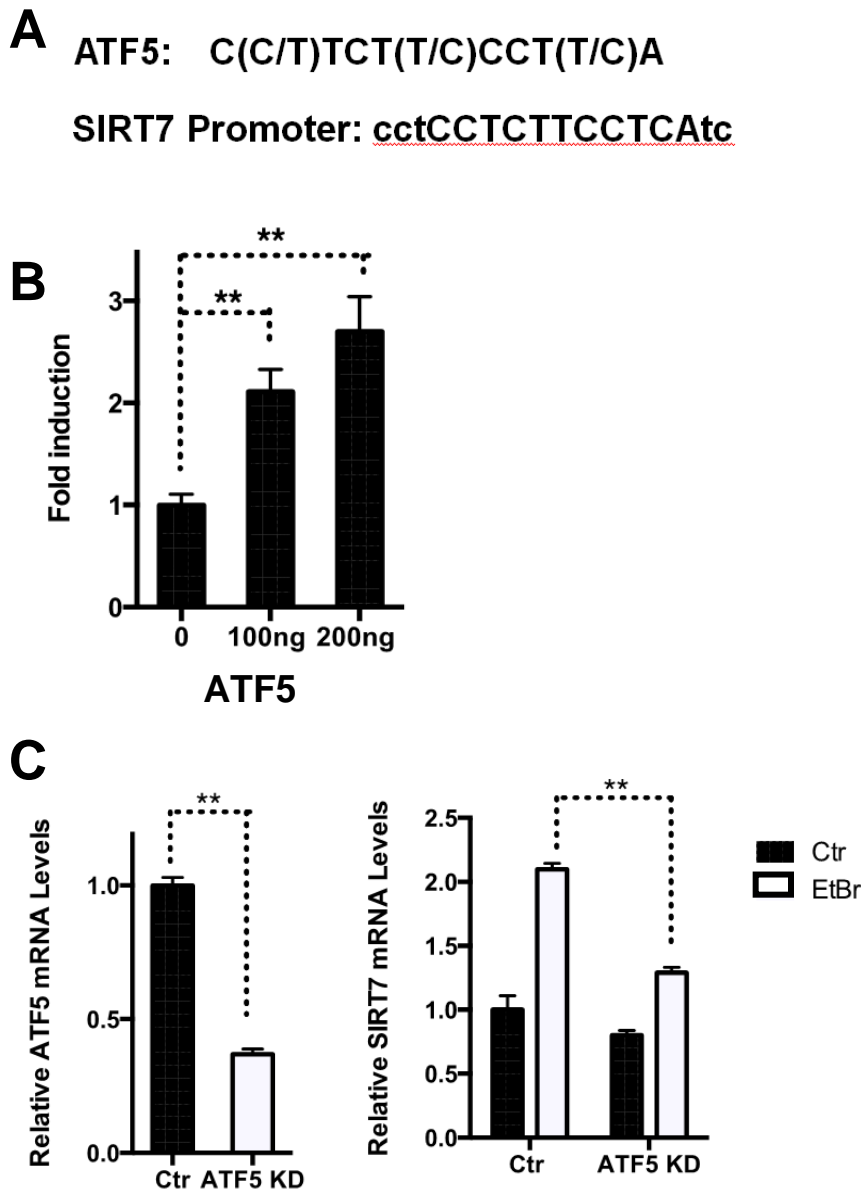 A
ATF5: C(C/T)TCT(T/C)CCT(T/C)A
SIRT7 Promoter: cctCCTCTTCCTCAtc
B
**
**
Fold induction
3
2
1
0
0 100ng 200ng
ATF5
C
**
Relative ATF5 mRNA Levels
1.0
0.5
0.0
Ctr ATF5 KD
**
Relative SIRT7 mRNA Levels
2.5
2.0
1.5
1.0
0.5
0.0
Ctr ATF5 KD
Ctr
EtBr